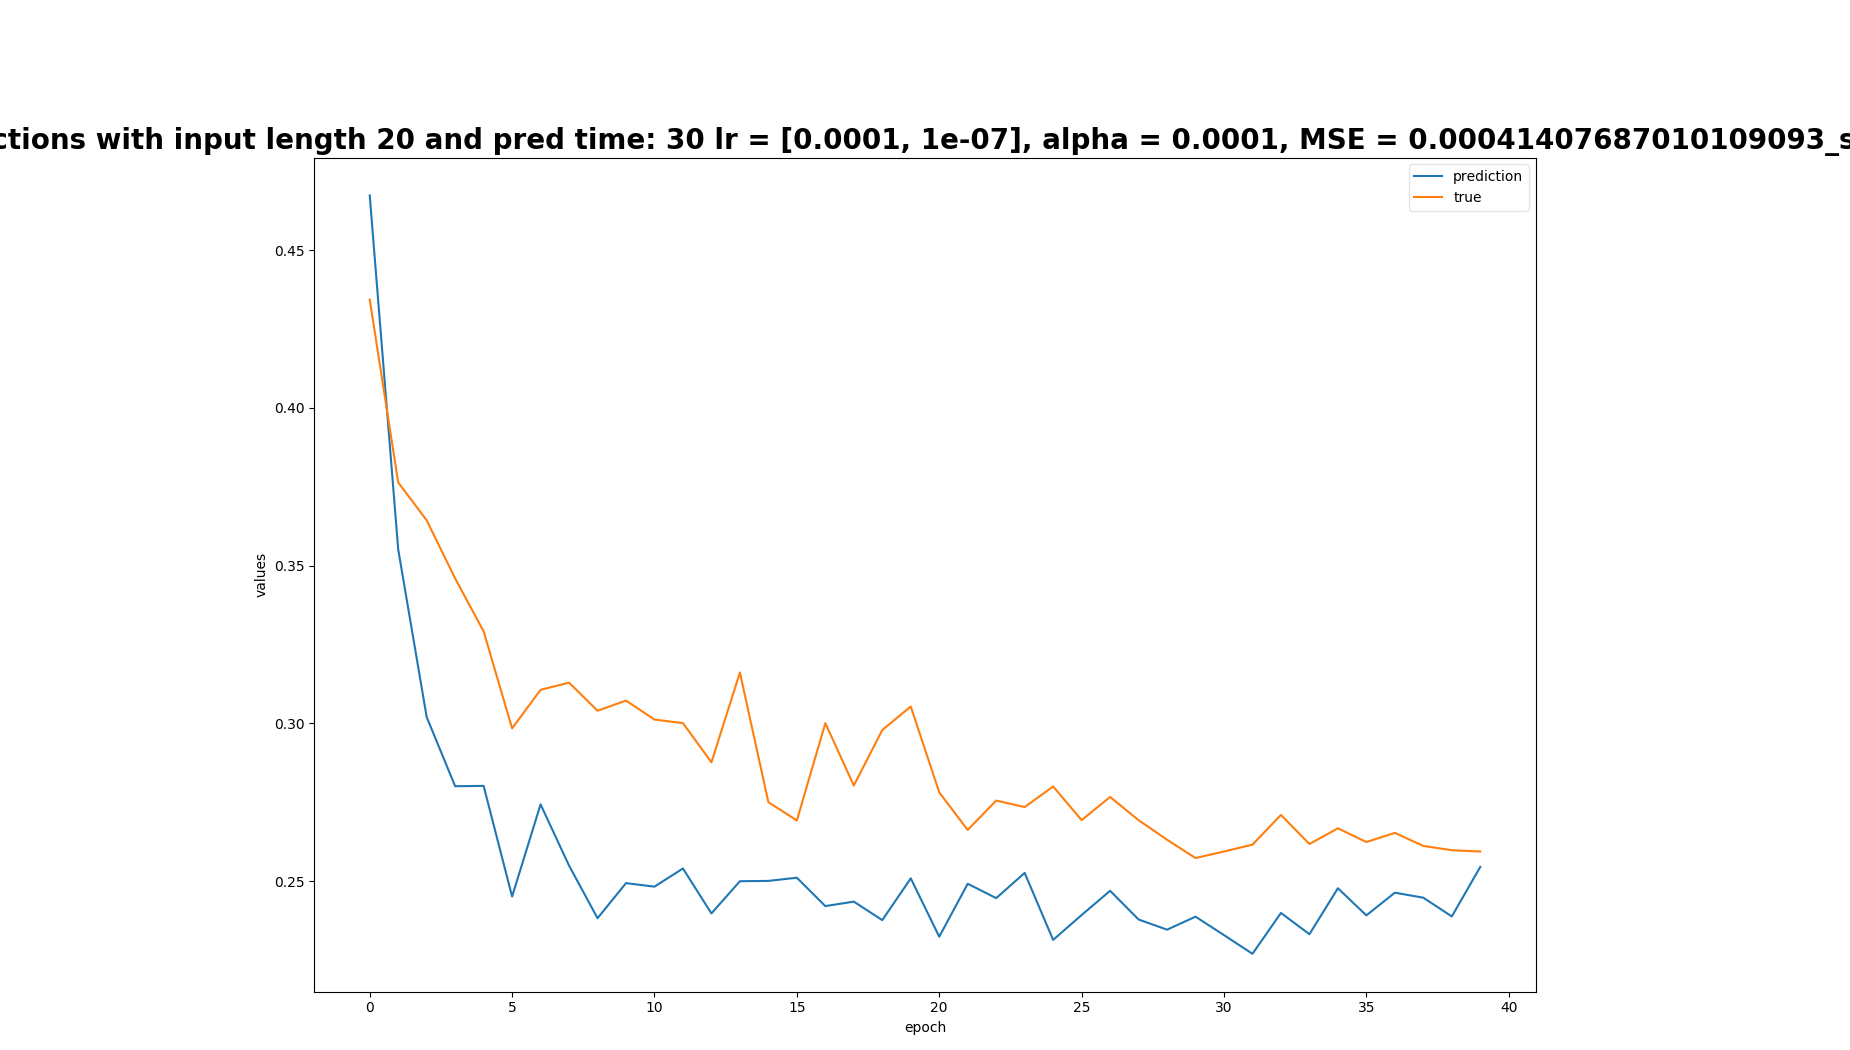 with input length 20 and pred time: 30 lr = [0.0001, 1e-07], alpha = 0.0001, MSE = 0.00041407687010109093_s
prediction
true
0.45
0.40
0.35
0.30
0.25
values
0
5
10
15
20
25
30
35
40
epoch